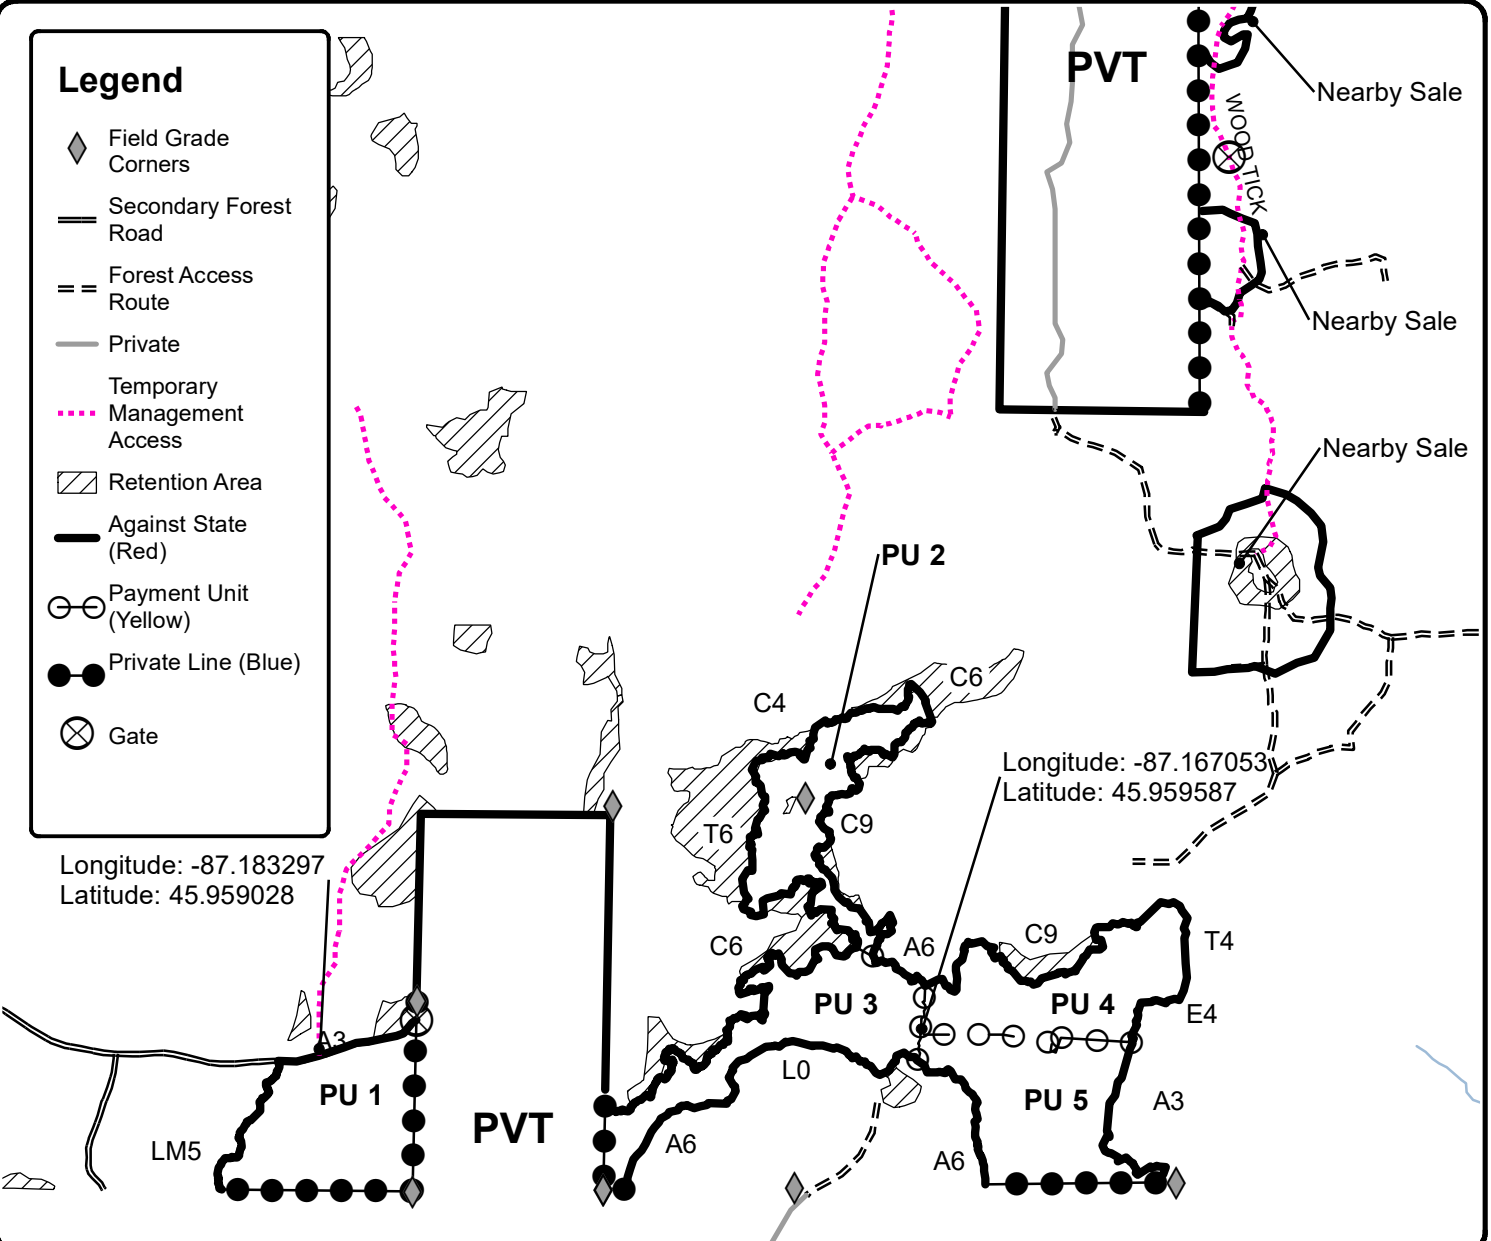 Legend
Field Grade
Corners
Secondary Forest
Road
Forest Access
Route
Private
Temporary
Management
Access
Retention Area
Against State
(Red)
Payment Unit
(Yellow)
Private Line (Blue)
Gate
PVT
Nearby Sale
WOOD TICK
Nearby Sale
Nearby Sale
PU 2
C6
C4
Longitude: -87.167053
Latitude: 45.959587
T6
C9
Longitude: -87.183297
Latitude: 45.959028
C6
A6
C9
T4
PU 3
PU 4
E4
A3
L0
PU 1
PU 5
A3
PVT
LM5
A6
A6